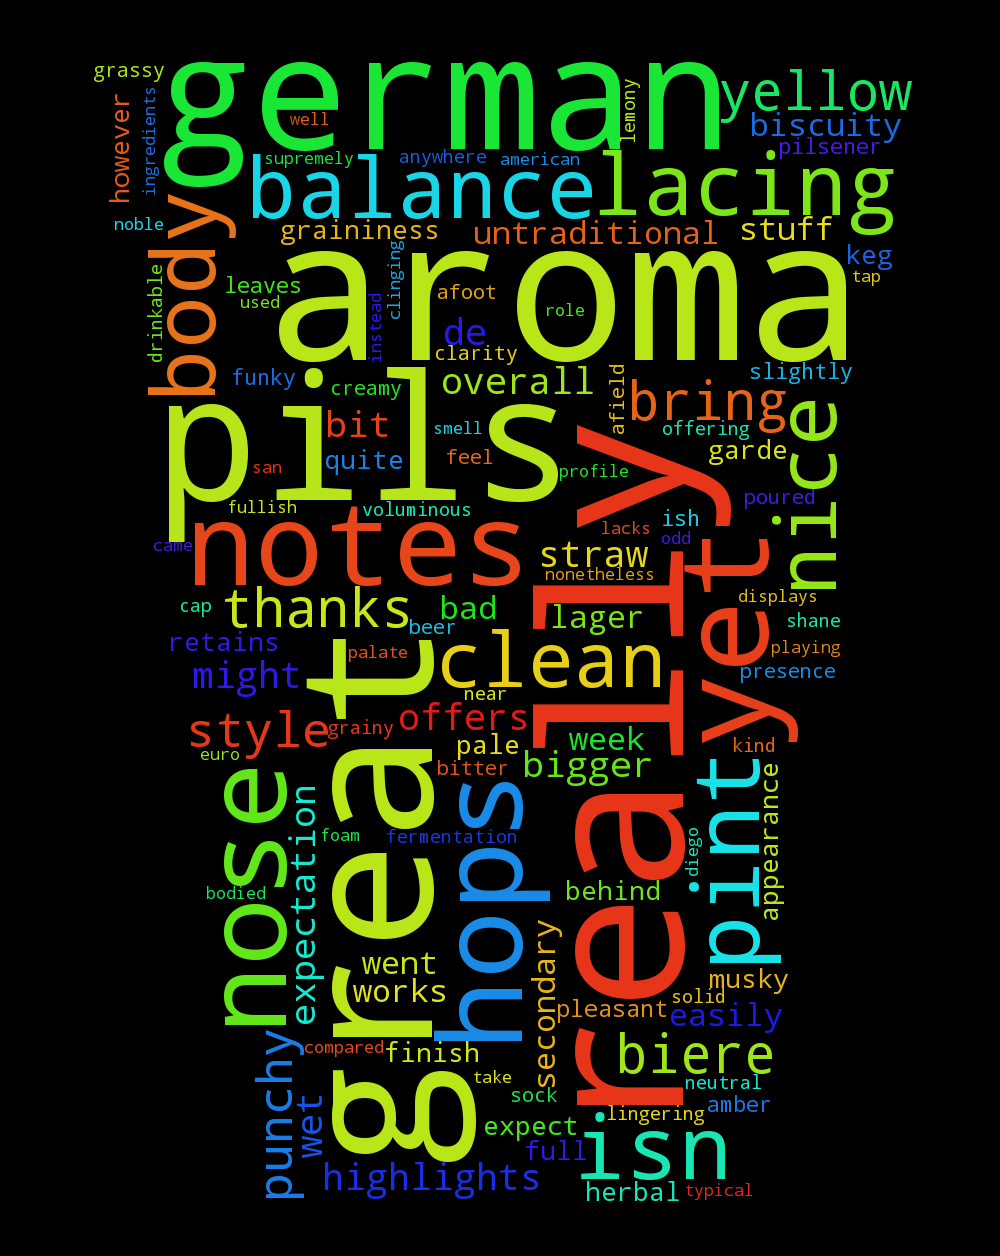 grassy
german
yellow
however
ingredients
well
lemony
biscuity
pilsener
supremely
anywhere
american
balance
lacing
noble
body
graininess
untraditional
stuff
keg
tap
aroma
drinkable
leaves
used
instead
clinging
afoot
role
de
clarity
funky
creamy
overall
afield
bring
slightly
pils
bit
quite
san
smell
feel
profile
offering
garde
nice
fullish
voluminous
poured
really
lacks
ish
odd
came
notes
straw
nonetheless
yet
displays
cap
thanks
bad
beer
lager
shane
retains
might
palate
clean
playing
presence
great
near
style
grainy
offers
week
kind
euro
pale
bitter
bigger
nose
expectation
foam
fermentation
hops
pint
diego
appearance
bodied
behind
went
works
secondary
musky
solid
pleasant
easily
punchy
compared
finish
biere
take
sock
neutral
wet
lingering
amber
expect
full
isn
highlights
herbal
typical